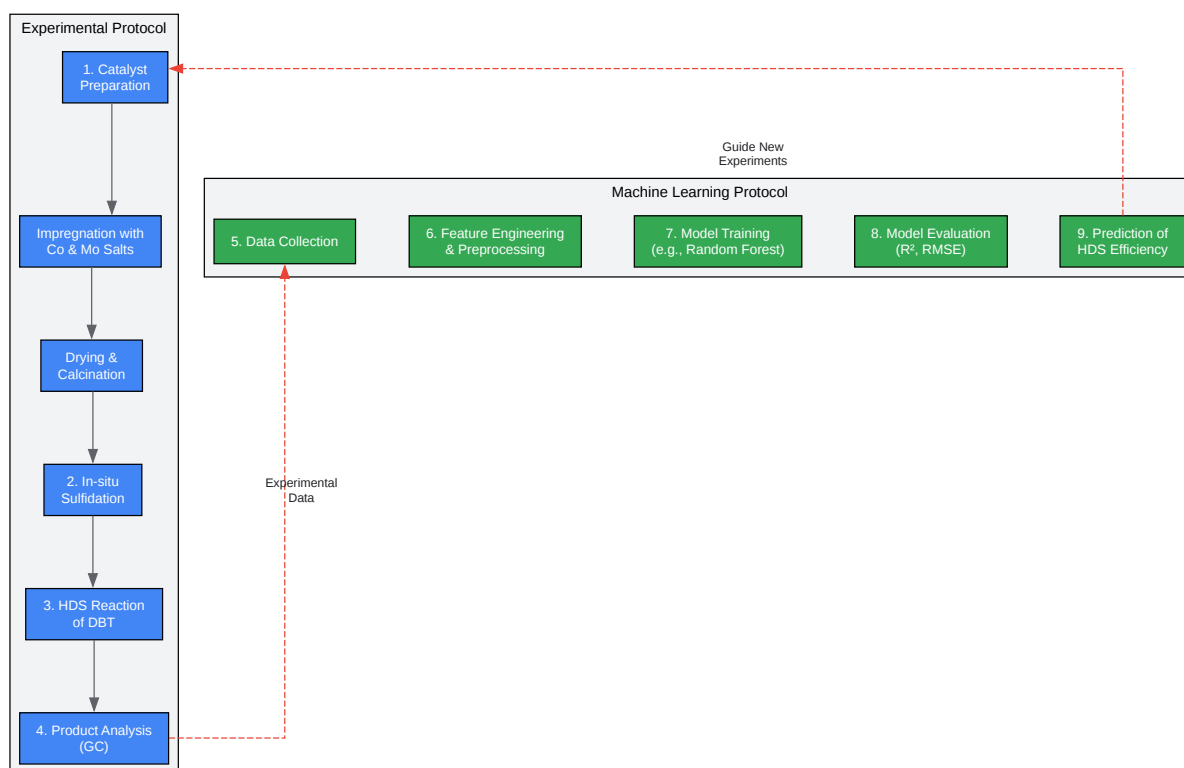 Experimental Protocol
1. Catalyst
Preparation
Impregnation with
Co & Mo Salts
Drying &
Calcination
2. In-situ
Sulfidation
3. HDS Reaction
of DBT
4. Product Analysis
(GC)
Experimental
Data
Guide New
Experiments
Machine Learning Protocol
5. Data Collection
6. Feature Engineering
& Preprocessing
7. Model Training
(e.g., Random Forest)
8. Model Evaluation
(R², RMSE)
9. Prediction of
HDS Efficiency